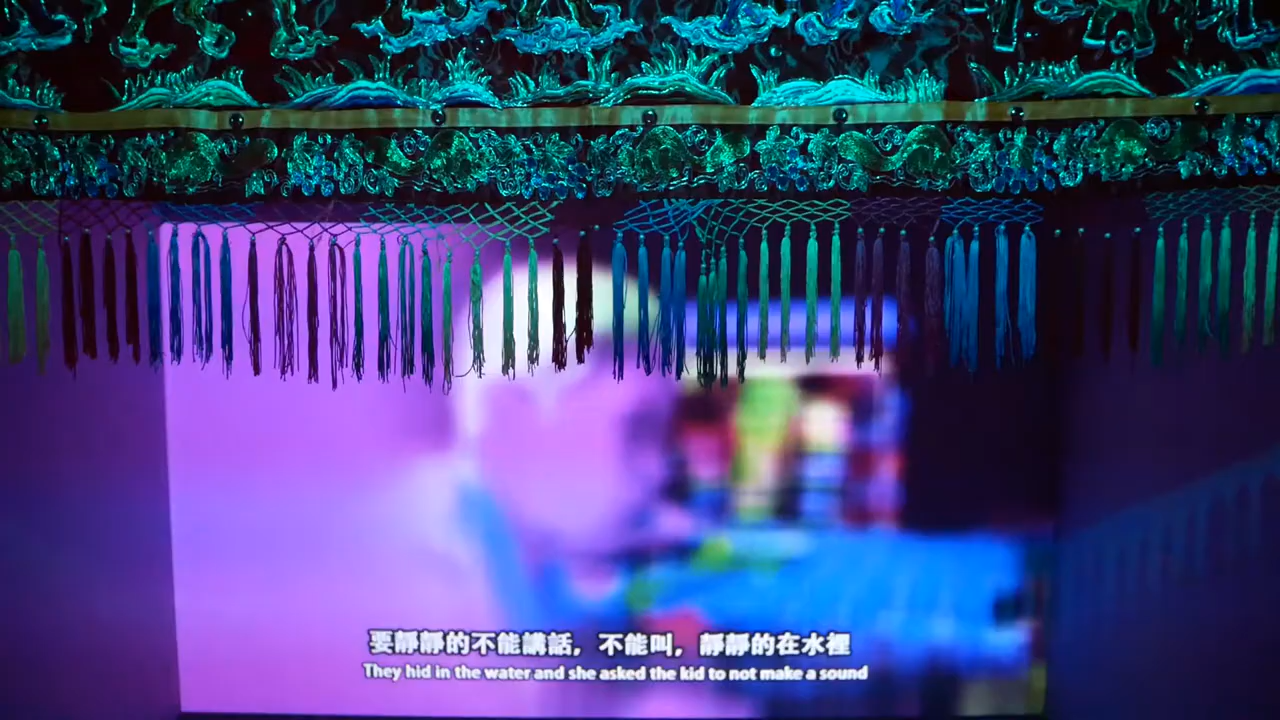 要靜靜的不能講話，不能叫，靜靜的在水裡
They hid in the water and she asked the kid to not make a sound